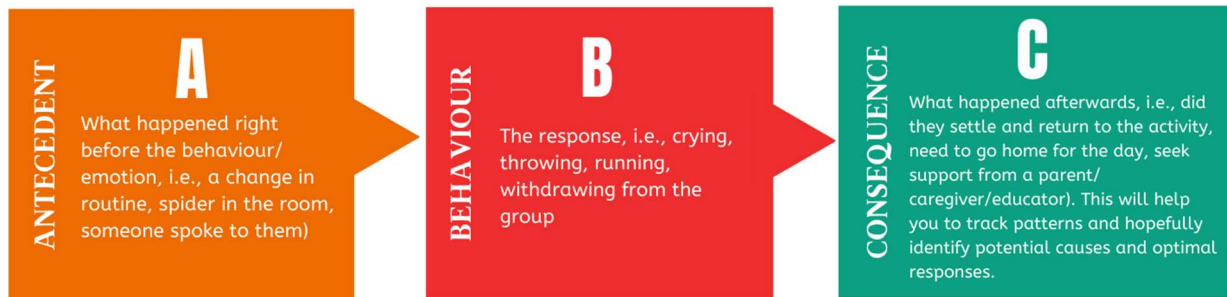 ANTECEDENT
A
What happened right
before the behaviour/
emotion, i.e., a change in
routine, spider in the room,
someone spoke to them)
BEHAVIOUR
B
The response, i.e., crying,
throwing, running,
withdrawing from the
group
CONSEQUENCE
C
What happened afterwards, i.e., did
they settle and return to the activity,
need to go home for the day, seek
support from a parent/
caregiver/educator). This will help
you to track patterns and hopefully
identify potential causes and optimal
responses.